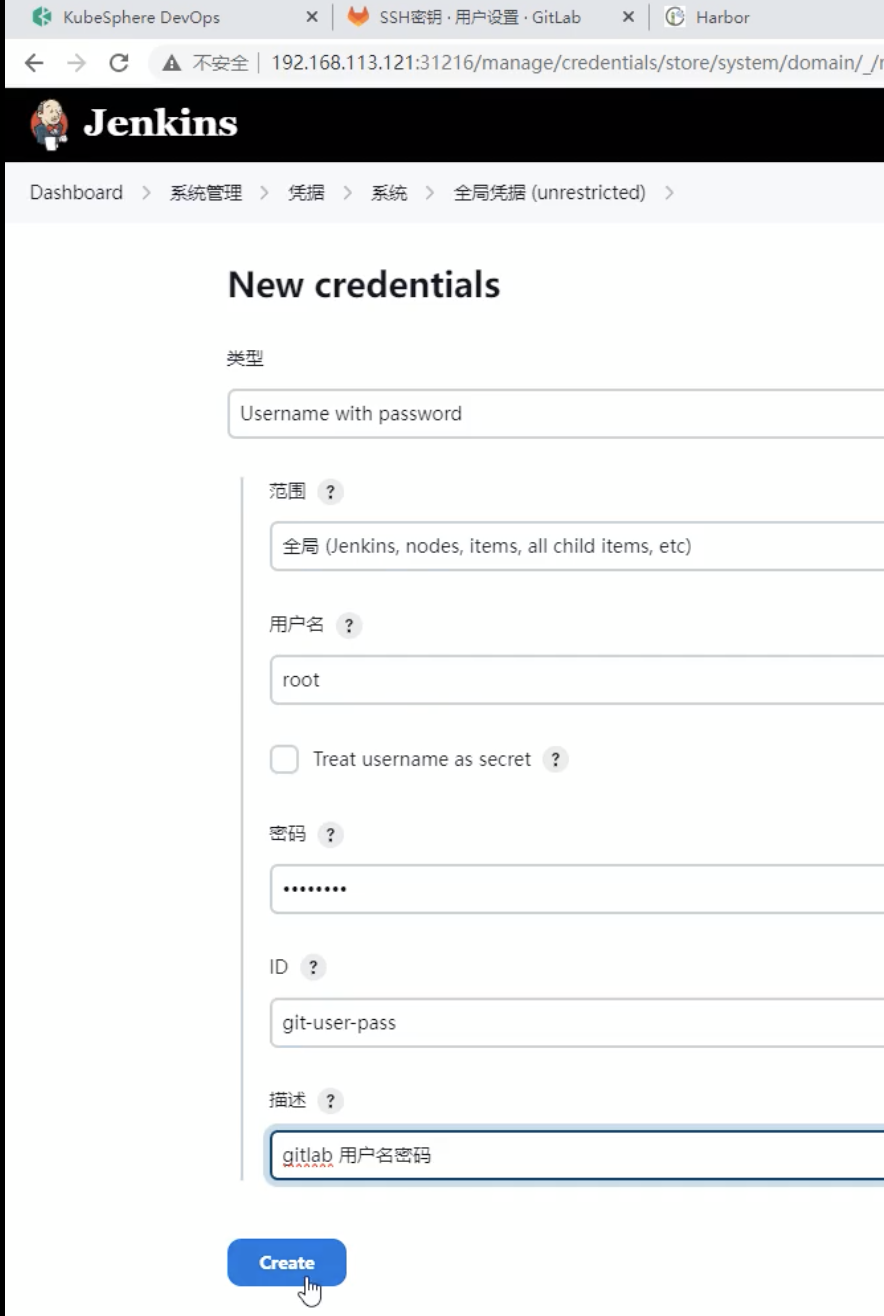 KubeSphere DevOps
SSH密钥 · 用户设置 · GitLab
Harbor
不安全 192.168.113.121:31216/manage/credentials/store/system/domain/_/
Jenkins
Dashboard 系统管理 凭据 系统 全局凭据 (unrestricted)
New credentials
类型
Username with password
范围 ?
全局 (Jenkins, nodes, items, all child items, etc)
用户名 ?
root
Treat username as secret ?
密码 ?
••••••••
ID ?
git-user-pass
描述 ?
gitlab 用户名密码
Create